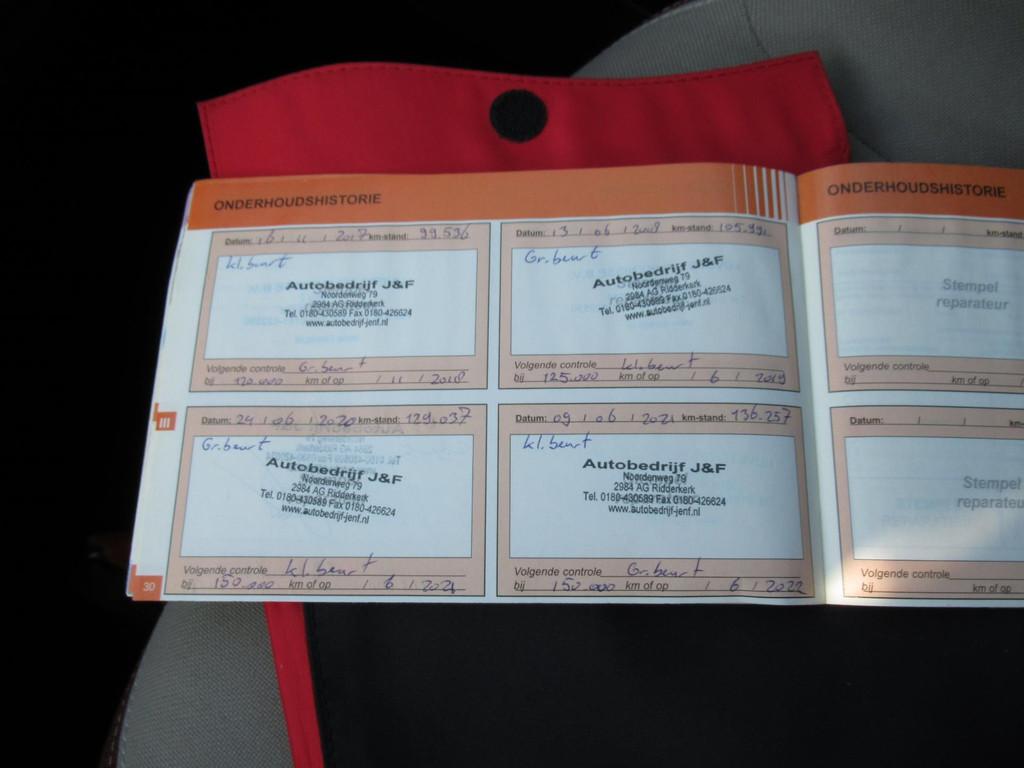 ONDERHOUDSHISTORIE
Datum: 16 / 11 / 2017 km-stand: 99.596
kl. beurt
Autobedrijf J&F
Noordenweg 79
2984 AG Ridderkerk
Tel. 0180-430589 Fax 0180-426624
www.autobedrijf-jenf.nl
Volgende controle Gr. beurt
bij 120.000 km of op / 11 / 2018
Datum: 13 / 06 / 2018 km-stand: 105.991
Gr. beurt
Autobedrijf J&F
Noordenweg 79
2984 AG Ridderkerk
Tel. 0180-430589 Fax 0180-426624
www.autobedrijf-jenf.nl
Volgende controle kl. beurt
bij 125.000 km of op / 6 / 2019
Datum: 24 / 06 / 2020 km-stand: 129.037
Gr. beurt
Autobedrijf J&F
Noordenweg 79
2984 AG Ridderkerk
Tel. 0180-430589 Fax 0180-426624
www.autobedrijf-jenf.nl
Volgende controle kl. beurt
bij 150.000 km of op / 6 / 2021
Datum: 09 / 06 / 2021 km-stand: 136.257
kl. beurt
Autobedrijf J&F
Noordenweg 79
2984 AG Ridderkerk
Tel. 0180-430589 Fax 0180-426624
www.autobedrijf-jenf.nl
Volgende controle Gr. beurt
bij 150.000 km of op / 6 / 2022
III
30
ONDERHOUDSHISTORIE
Datum: / / km-stand
Stempel
reparateur
Volgende controle
bij km of op
Datum: / / km-
Stempel
reparateu
Volgende controle
bij km of op